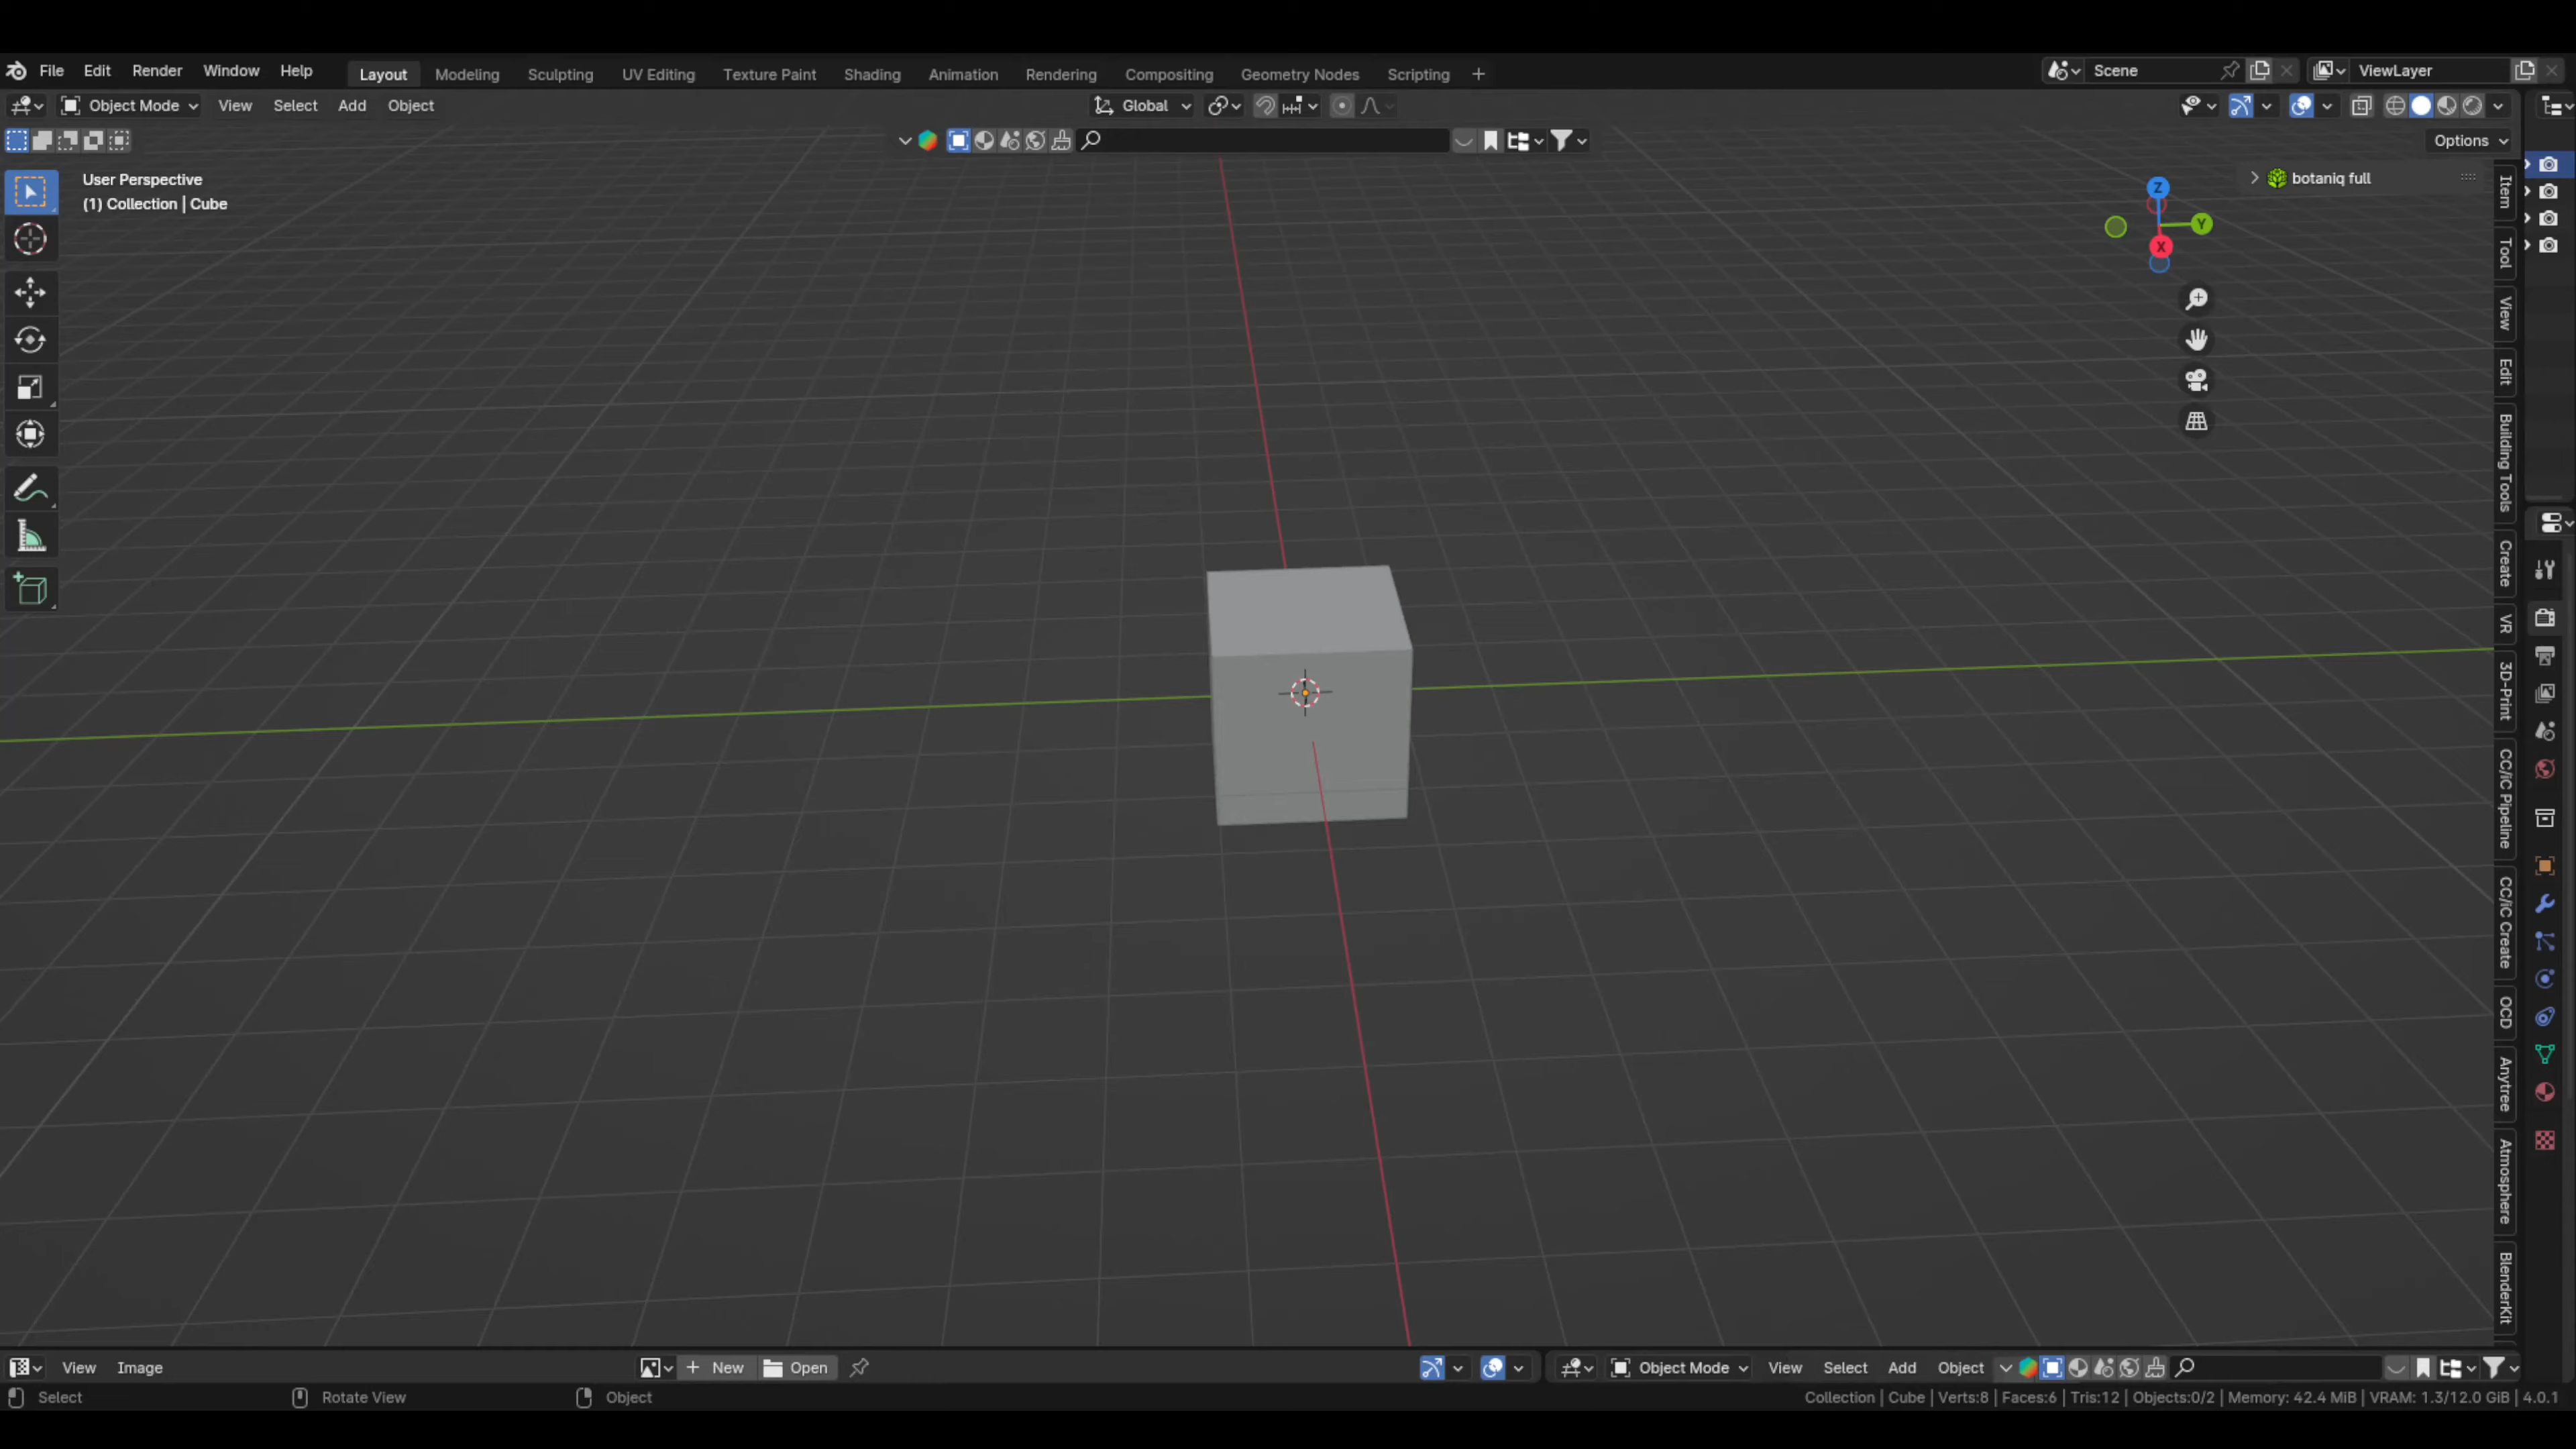 File Edit Render Window Help Layout Modeling Sculpting UV Editing Texture Paint Shading Animation Rendering Compositing Geometry Nodes Scripting + Scene ViewLayer
Object Mode View Select Add Object Global
Options
User Perspective
(1) Collection | Cube
botaniq full
Z
Y
X
Item
Tool
View
Edit
Building Tools
Create
VR
3D-Print
CC/iC Pipeline
CC/iC Create
OCD
Anytree
Atmosphere
BlenderKit
View Image + New Open Object Mode View Select Add Object
Select Rotate View Object Collection | Cube | Verts:8 | Faces:6 | Tris:12 | Objects:0/2 | Memory: 42.4 MiB | VRAM: 1.3/12.0 GiB | 4.0.1